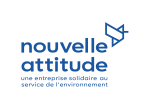 nouvelle
attitude
une entreprise solidaire au
service de l'environnement